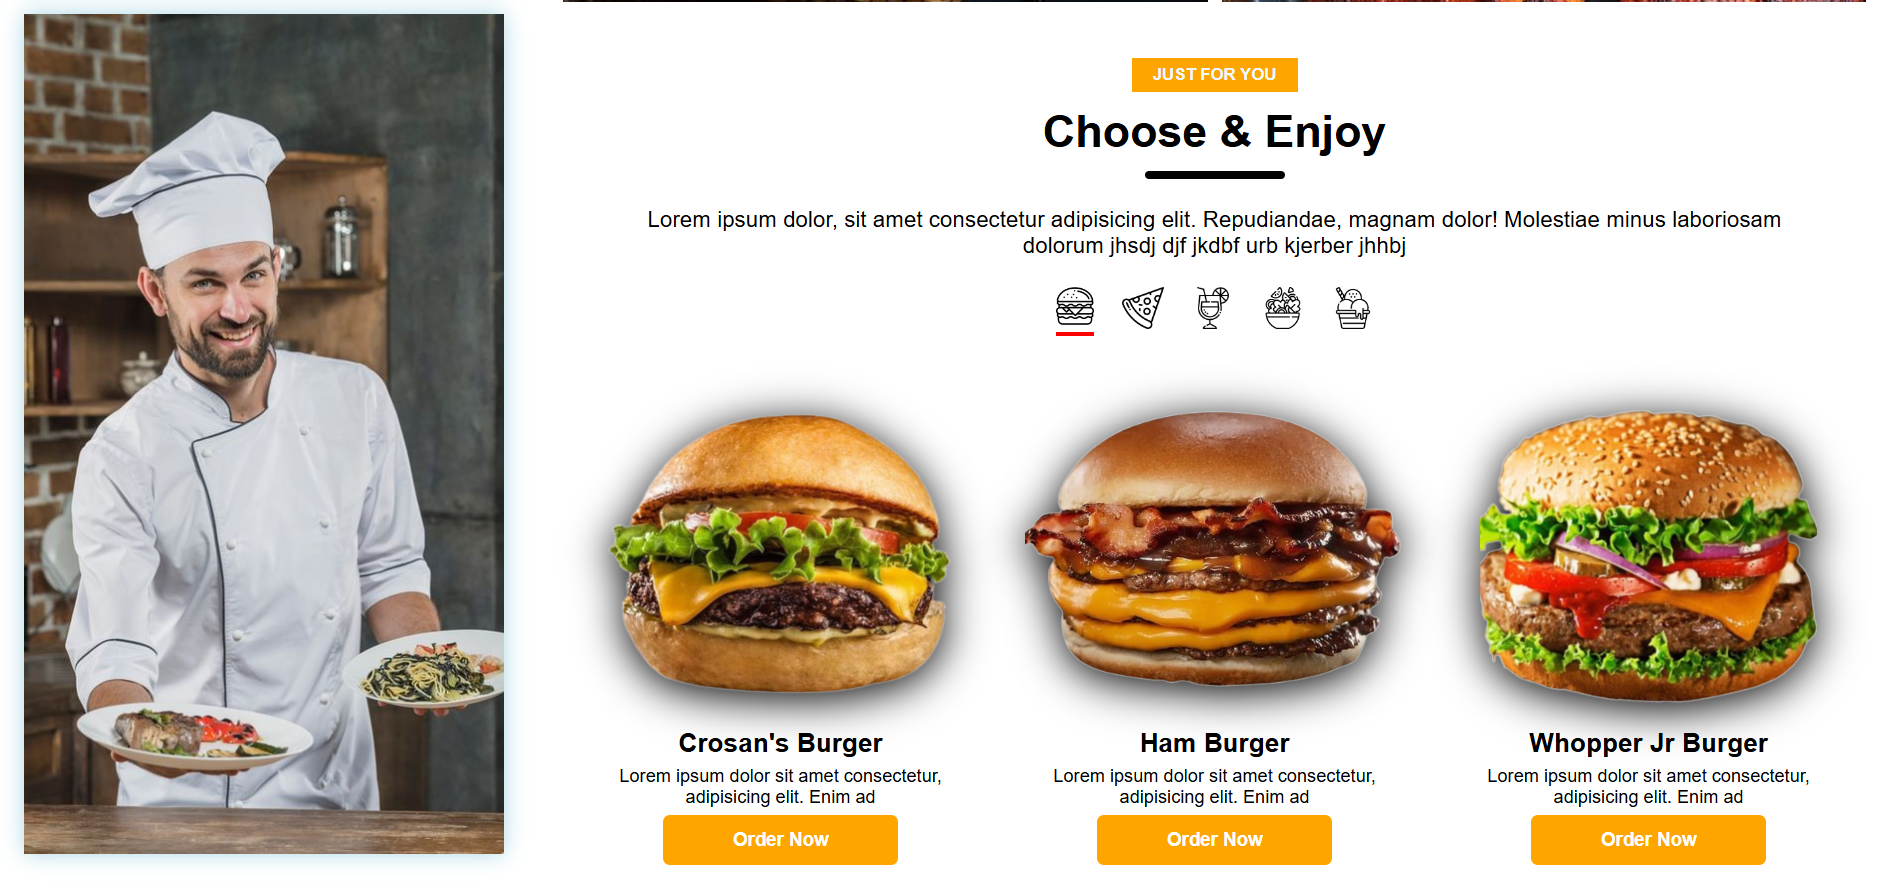 JUST FOR YOU
Choose & Enjoy
Lorem ipsum dolor, sit amet consectetur adipisicing elit. Repudiandae, magnam dolor! Molestiae minus laboriosam
dolorum jhsdj djf jkdbf urb kjerber jhhbj
Crosan's Burger
Lorem ipsum dolor sit amet consectetur,
adipisicing elit. Enim ad
Order Now
Ham Burger
Lorem ipsum dolor sit amet consectetur,
adipisicing elit. Enim ad
Order Now
Whopper Jr Burger
Lorem ipsum dolor sit amet consectetur,
adipisicing elit. Enim ad
Order Now